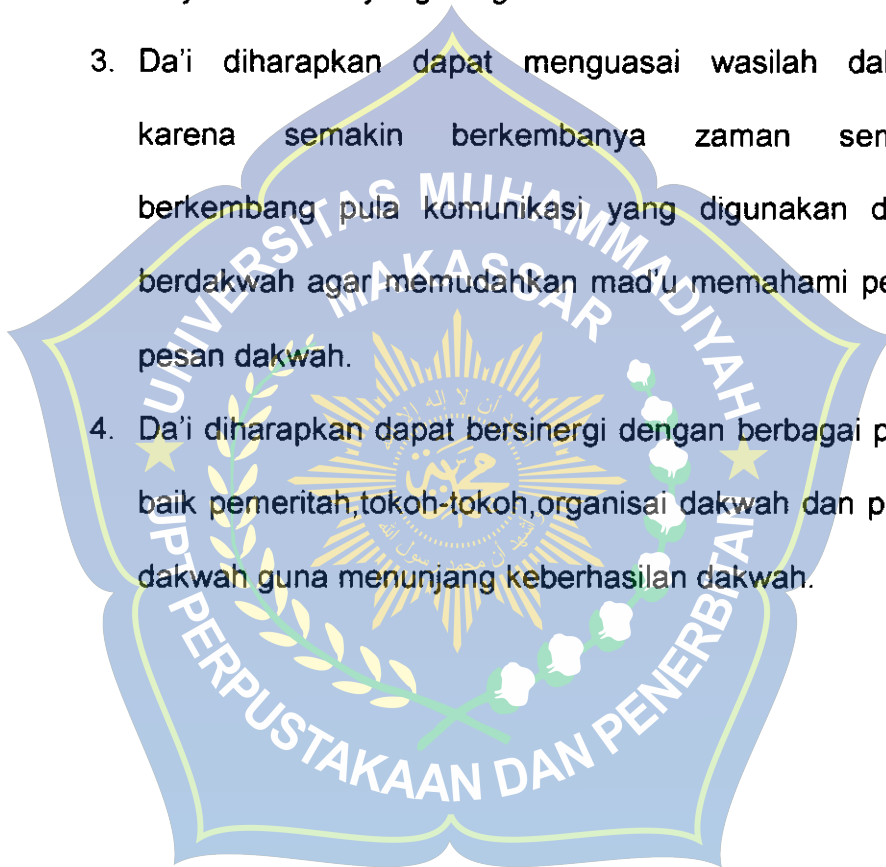 3. Da'i diharapkan dapat menguasai wasilah dal
karena semakin berkembanya zaman sen
berkembang pula komunikasi yang digunakan d
berdakwah agar memudahkan mad'u memahami pe
pesan dakwah.
4. Da'i diharapkan dapat bersinergi dengan berbagai p
baik pemeritah,tokoh-tokoh,organisai dakwah dan p
dakwah guna menunjang keberhasilan dakwah.
UNIVERSITAS MUHAMMADIYAH
MAKASSAR
محمد
UPT PERPUSTAKAAN DAN PENERBITAN